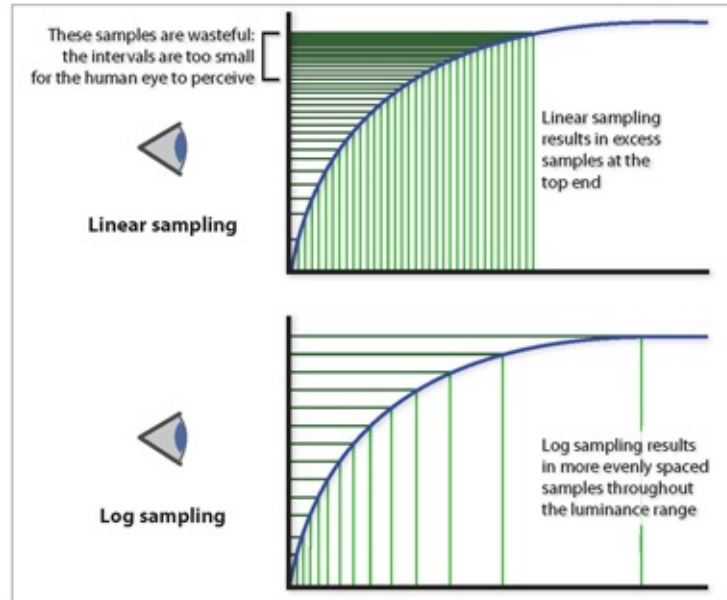 These samples are wasteful:
the intervals are too small
for the human eye to perceive
Linear sampling
results in excess
samples at the
top end
Linear sampling
Log sampling results
in more evenly spaced
samples throughout
the luminance range
Log sampling